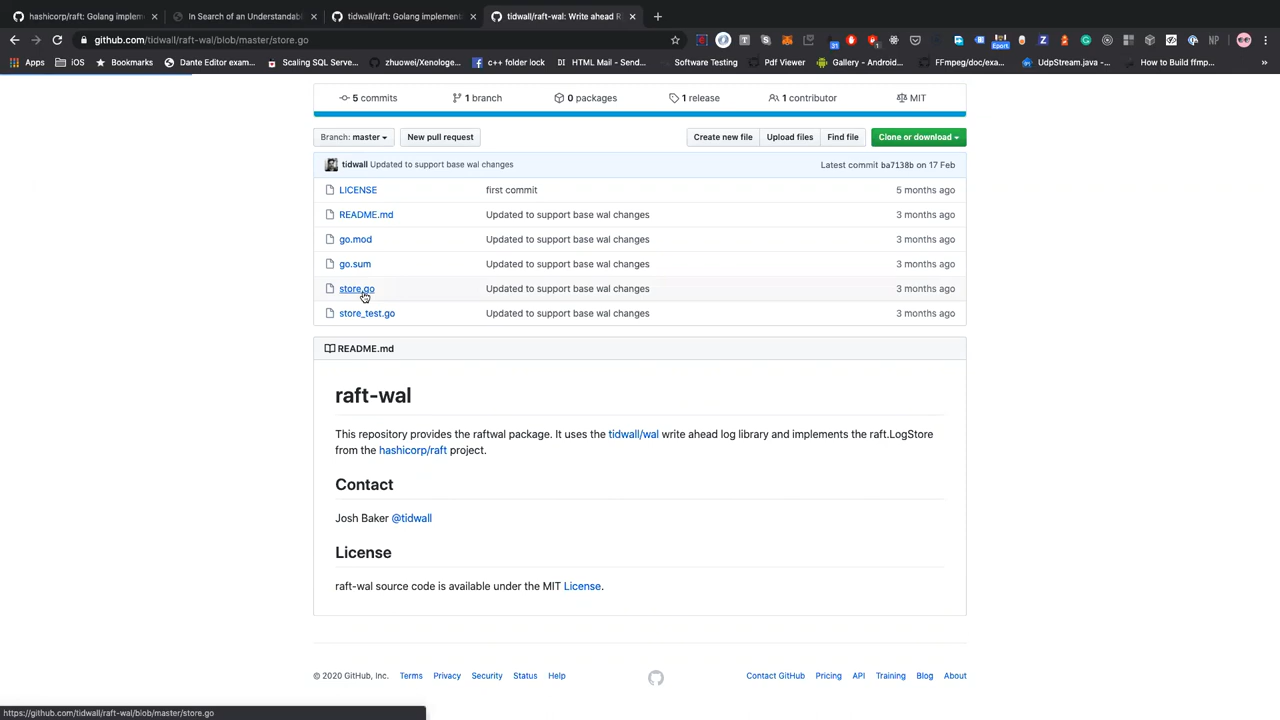 hashicorp/raft: Golang implem
In Search of an Understandabl
tidwall/raft: Golang implement
tidwall/raft-wal: Write ahead R
github.com/tidwall/raft-wal/blob/master/store.go
31
1
Eport
NP
Apps
iOS
Bookmarks
Dante Editor exam...
Scaling SQL Serve...
zhuowei/Xenologe...
c++ folder lock
DI HTML Mail - Send...
Software Testing
Pdf Viewer
Gallery - Android...
FFmpeg/doc/exa...
UdpStream.java -...
How to Build ffmp...
»
5 commits
1 branch
0 packages
1 release
1 contributor
MIT
Branch: master
New pull request
Create new file
Upload files
Find file
Clone or download
tidwall Updated to support base wal changes
Latest commit ba7138b on 17 Feb
LICENSE first commit 5 months ago
README.md Updated to support base wal changes 3 months ago
go.mod Updated to support base wal changes 3 months ago
go.sum Updated to support base wal changes 3 months ago
store.go Updated to support base wal changes 3 months ago
store_test.go Updated to support base wal changes 3 months ago
README.md
raft-wal
This repository provides the raftwal package. It uses the tidwall/wal write ahead log library and implements the raft.LogStore
from the hashicorp/raft project.
Contact
Josh Baker @tidwall
License
raft-wal source code is available under the MIT License.
© 2020 GitHub, Inc. Terms Privacy Security Status Help
Contact GitHub Pricing API Training Blog About
https://github.com/tidwall/raft-wal/blob/master/store.go